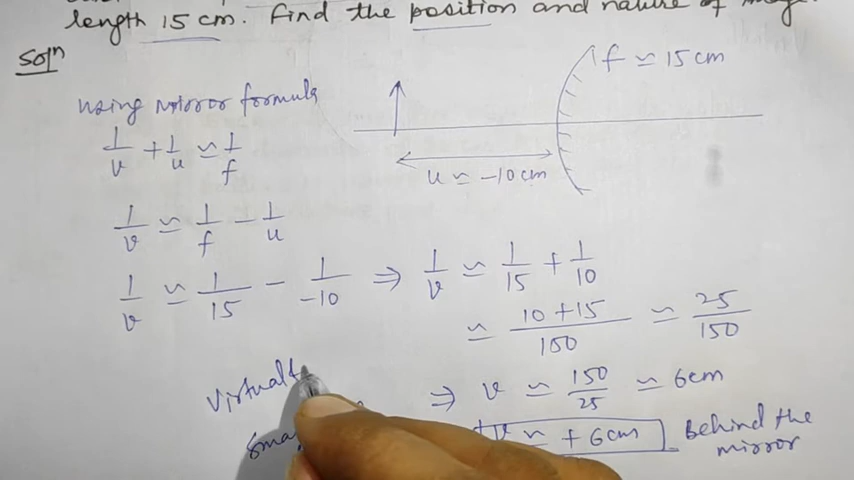 length 15 cm. Find the position and nature of
Solⁿ
f ≃ 15 cm
using mirror formula
1/v + 1/u ≃ 1/f
u ≃ -10cm
1/v ≃ 1/f - 1/u
1/v ≃ 1/15 - 1/-10 ⇒ 1/v ≃ 1/15 + 1/10
≃ 10+15/150 ≃ 25/150
Virtual
⇒ v ≃ 150/25 ≃ 6cm
≃ +6cm Behind the
mirror